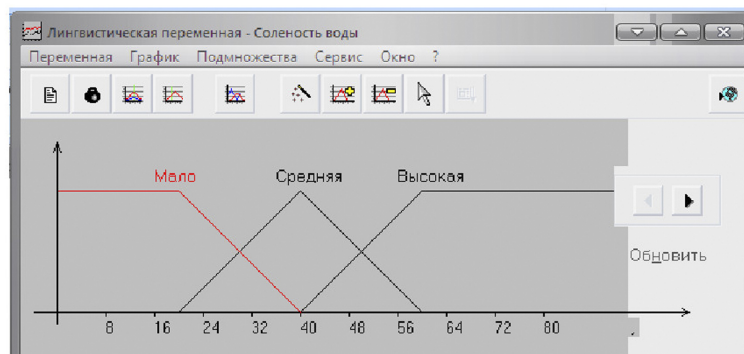 Лингвистическая переменная - Соленость воды
Переменная График Подмножества Сервис Окно ?
Мало Средняя Высокая
Обновить
8 16 24 32 40 48 56 64 72 80